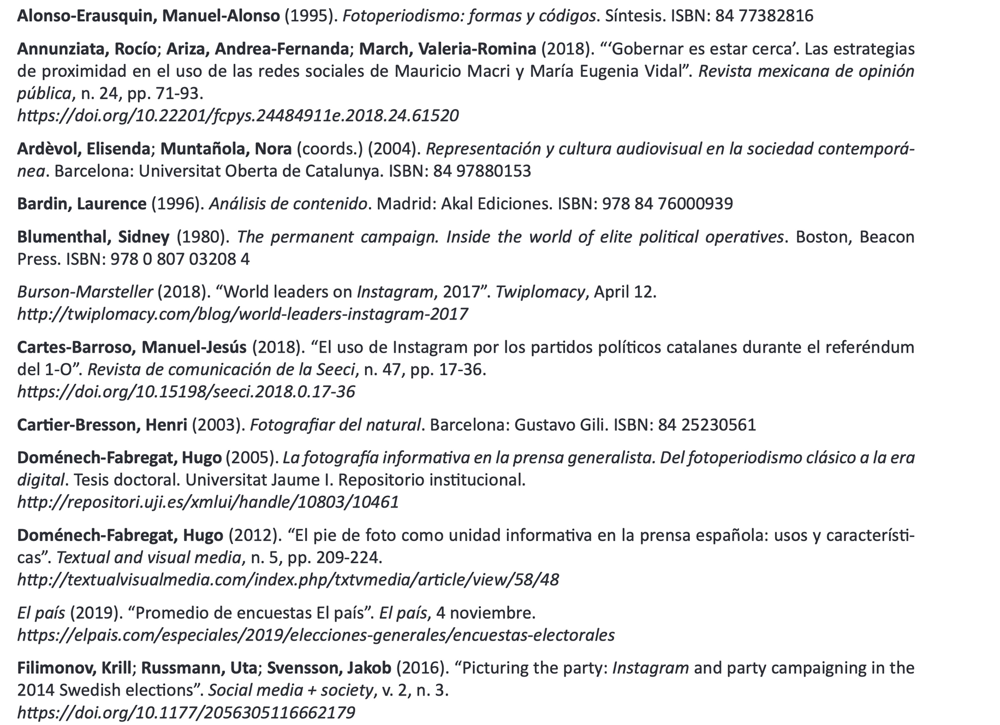 Alonso-Erausquin, Manuel-Alonso (1995). Fotoperiodismo: formas y códigos. Síntesis. ISBN: 84 77382816
Annunziata, Rocío; Ariza, Andrea-Fernanda; March, Valeria-Romina (2018). “‘Gobernar es estar cerca’. Las estrategias
de proximidad en el uso de las redes sociales de Mauricio Macri y María Eugenia Vidal”. Revista mexicana de opinión
pública, n. 24, pp. 71-93.
https://doi.org/10.22201/fcpys.24484911e.2018.24.61520
Ardèvol, Elisenda; Muntañola, Nora (coords.) (2004). Representación y cultura audiovisual en la sociedad contemporá-
nea. Barcelona: Universitat Oberta de Catalunya. ISBN: 84 97880153
Bardin, Laurence (1996). Análisis de contenido. Madrid: Akal Ediciones. ISBN: 978 84 76000939
Blumenthal, Sidney (1980). The permanent campaign. Inside the world of elite political operatives. Boston, Beacon
Press. ISBN: 978 0 807 03208 4
Burson-Marsteller (2018). “World leaders on Instagram, 2017”. Twiplomacy, April 12.
http://twiplomacy.com/blog/world-leaders-instagram-2017
Cartes-Barroso, Manuel-Jesús (2018). “El uso de Instagram por los partidos políticos catalanes durante el referéndum
del 1-O”. Revista de comunicación de la Seeci, n. 47, pp. 17-36.
https://doi.org/10.15198/seeci.2018.0.17-36
Cartier-Bresson, Henri (2003). Fotografiar del natural. Barcelona: Gustavo Gili. ISBN: 84 25230561
Doménech-Fabregat, Hugo (2005). La fotografía informativa en la prensa generalista. Del fotoperiodismo clásico a la era
digital. Tesis doctoral. Universitat Jaume I. Repositorio institucional.
http://repositori.uji.es/xmlui/handle/10803/10461
Doménech-Fabregat, Hugo (2012). “El pie de foto como unidad informativa en la prensa española: usos y característi-
cas”. Textual and visual media, n. 5, pp. 209-224.
http://textualvisualmedia.com/index.php/txtvmedia/article/view/58/48
El país (2019). “Promedio de encuestas El país”. El país, 4 noviembre.
https://elpais.com/especiales/2019/elecciones-generales/encuestas-electorales
Filimonov, Krill; Russmann, Uta; Svensson, Jakob (2016). “Picturing the party: Instagram and party campaigning in the
2014 Swedish elections”. Social media + society, v. 2, n. 3.
https://doi.org/10.1177/2056305116662179